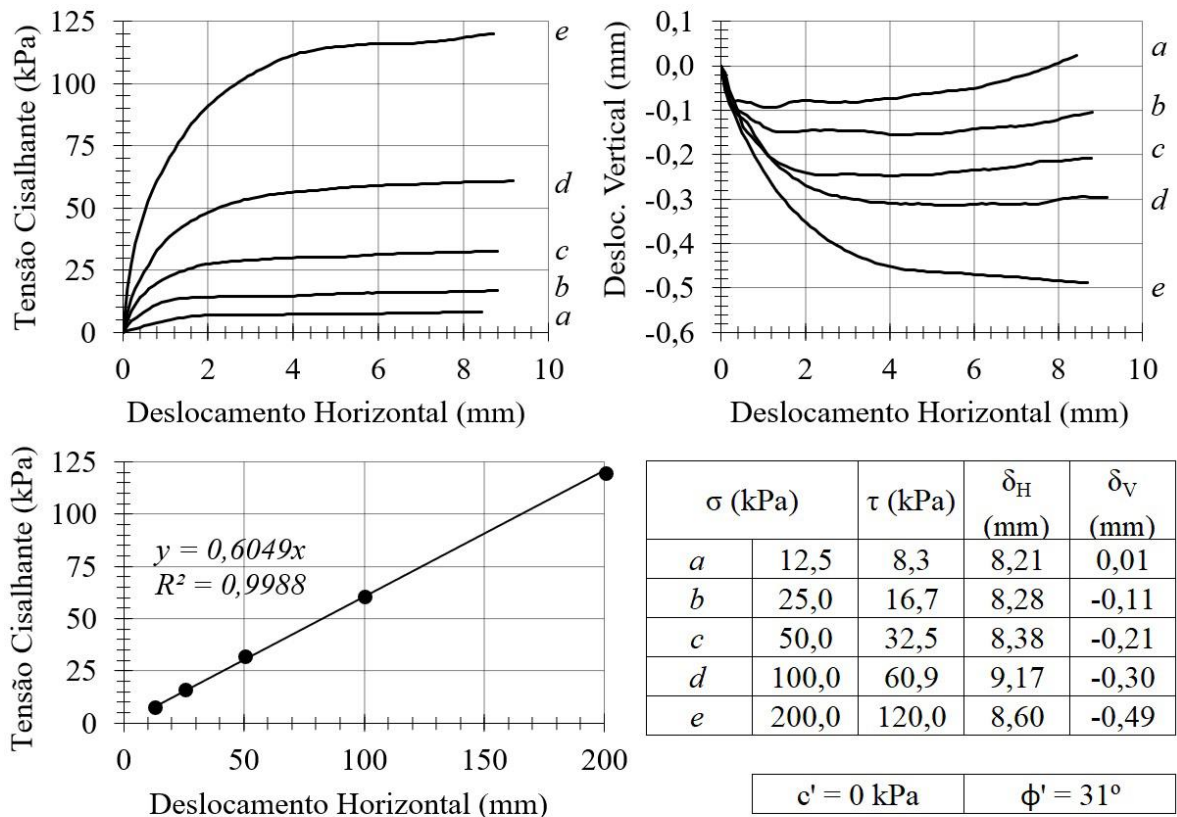 Tensão Cisalhante (kPa)
125
100
75
50
25
0
0 2 4 6 8 10
Deslocamento Horizontal (mm)
e
d
c
b
a
Desloc. Vertical (mm)
0,1
0,0
-0,1
-0,2
-0,3
-0,4
-0,5
-0,6
0 2 4 6 8 10
Deslocamento Horizontal (mm)
a
b
c
d
e
Tensão Cisalhante (kPa)
125
100
75
50
25
0
y = 0,6049x
R² = 0,9988
0 50 100 150 200
Deslocamento Horizontal (mm)
σ (kPa) τ (kPa) δH (mm) δV (mm)
a 12,5 8,3 8,21 0,01
b 25,0 16,7 8,28 -0,11
c 50,0 32,5 8,38 -0,21
d 100,0 60,9 9,17 -0,30
e 200,0 120,0 8,60 -0,49
c' = 0 kPa ϕ' = 31º